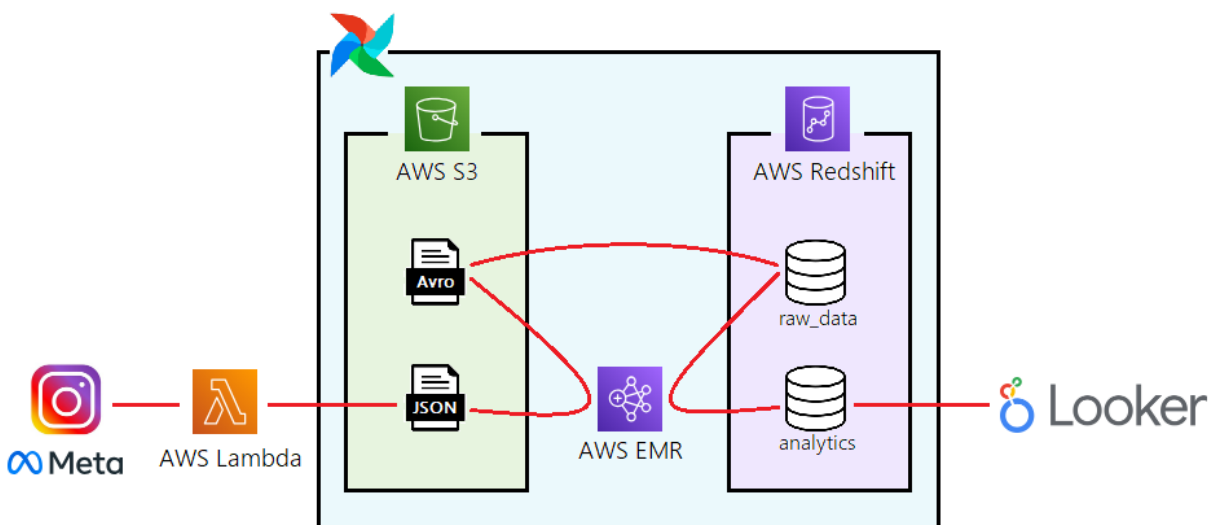 AWS S3
AWS Redshift
Avro
raw_data
JSON
Meta
AWS Lambda
AWS EMR
analytics
Looker